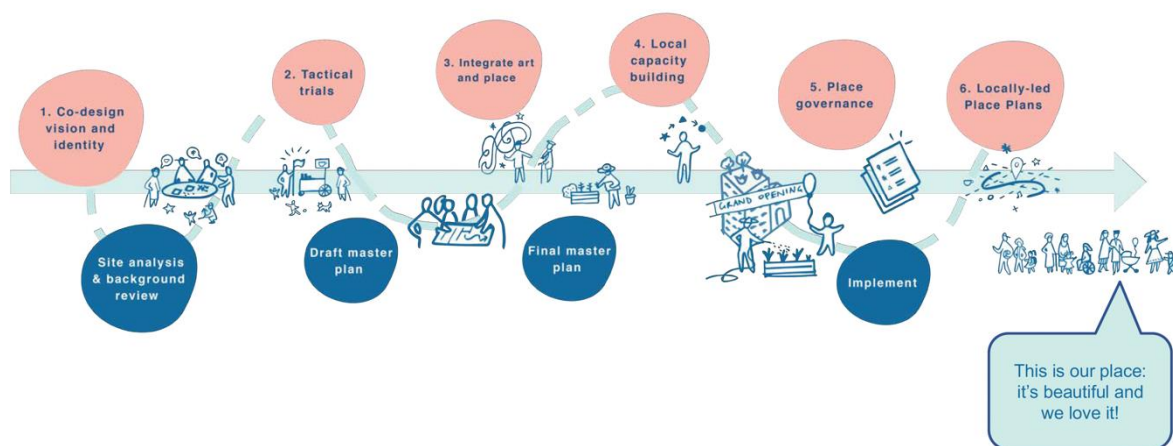 1. Co-design
vision and
identity
Site analysis
& background
review
2. Tactical
trials
Draft master
plan
3. Integrate art
and place
Final master
plan
4. Local
capacity
building
GRAND OPENING
5. Place
governance
Implement
6. Locally-led
Place Plans
This is our place:
it's beautiful and
we love it!